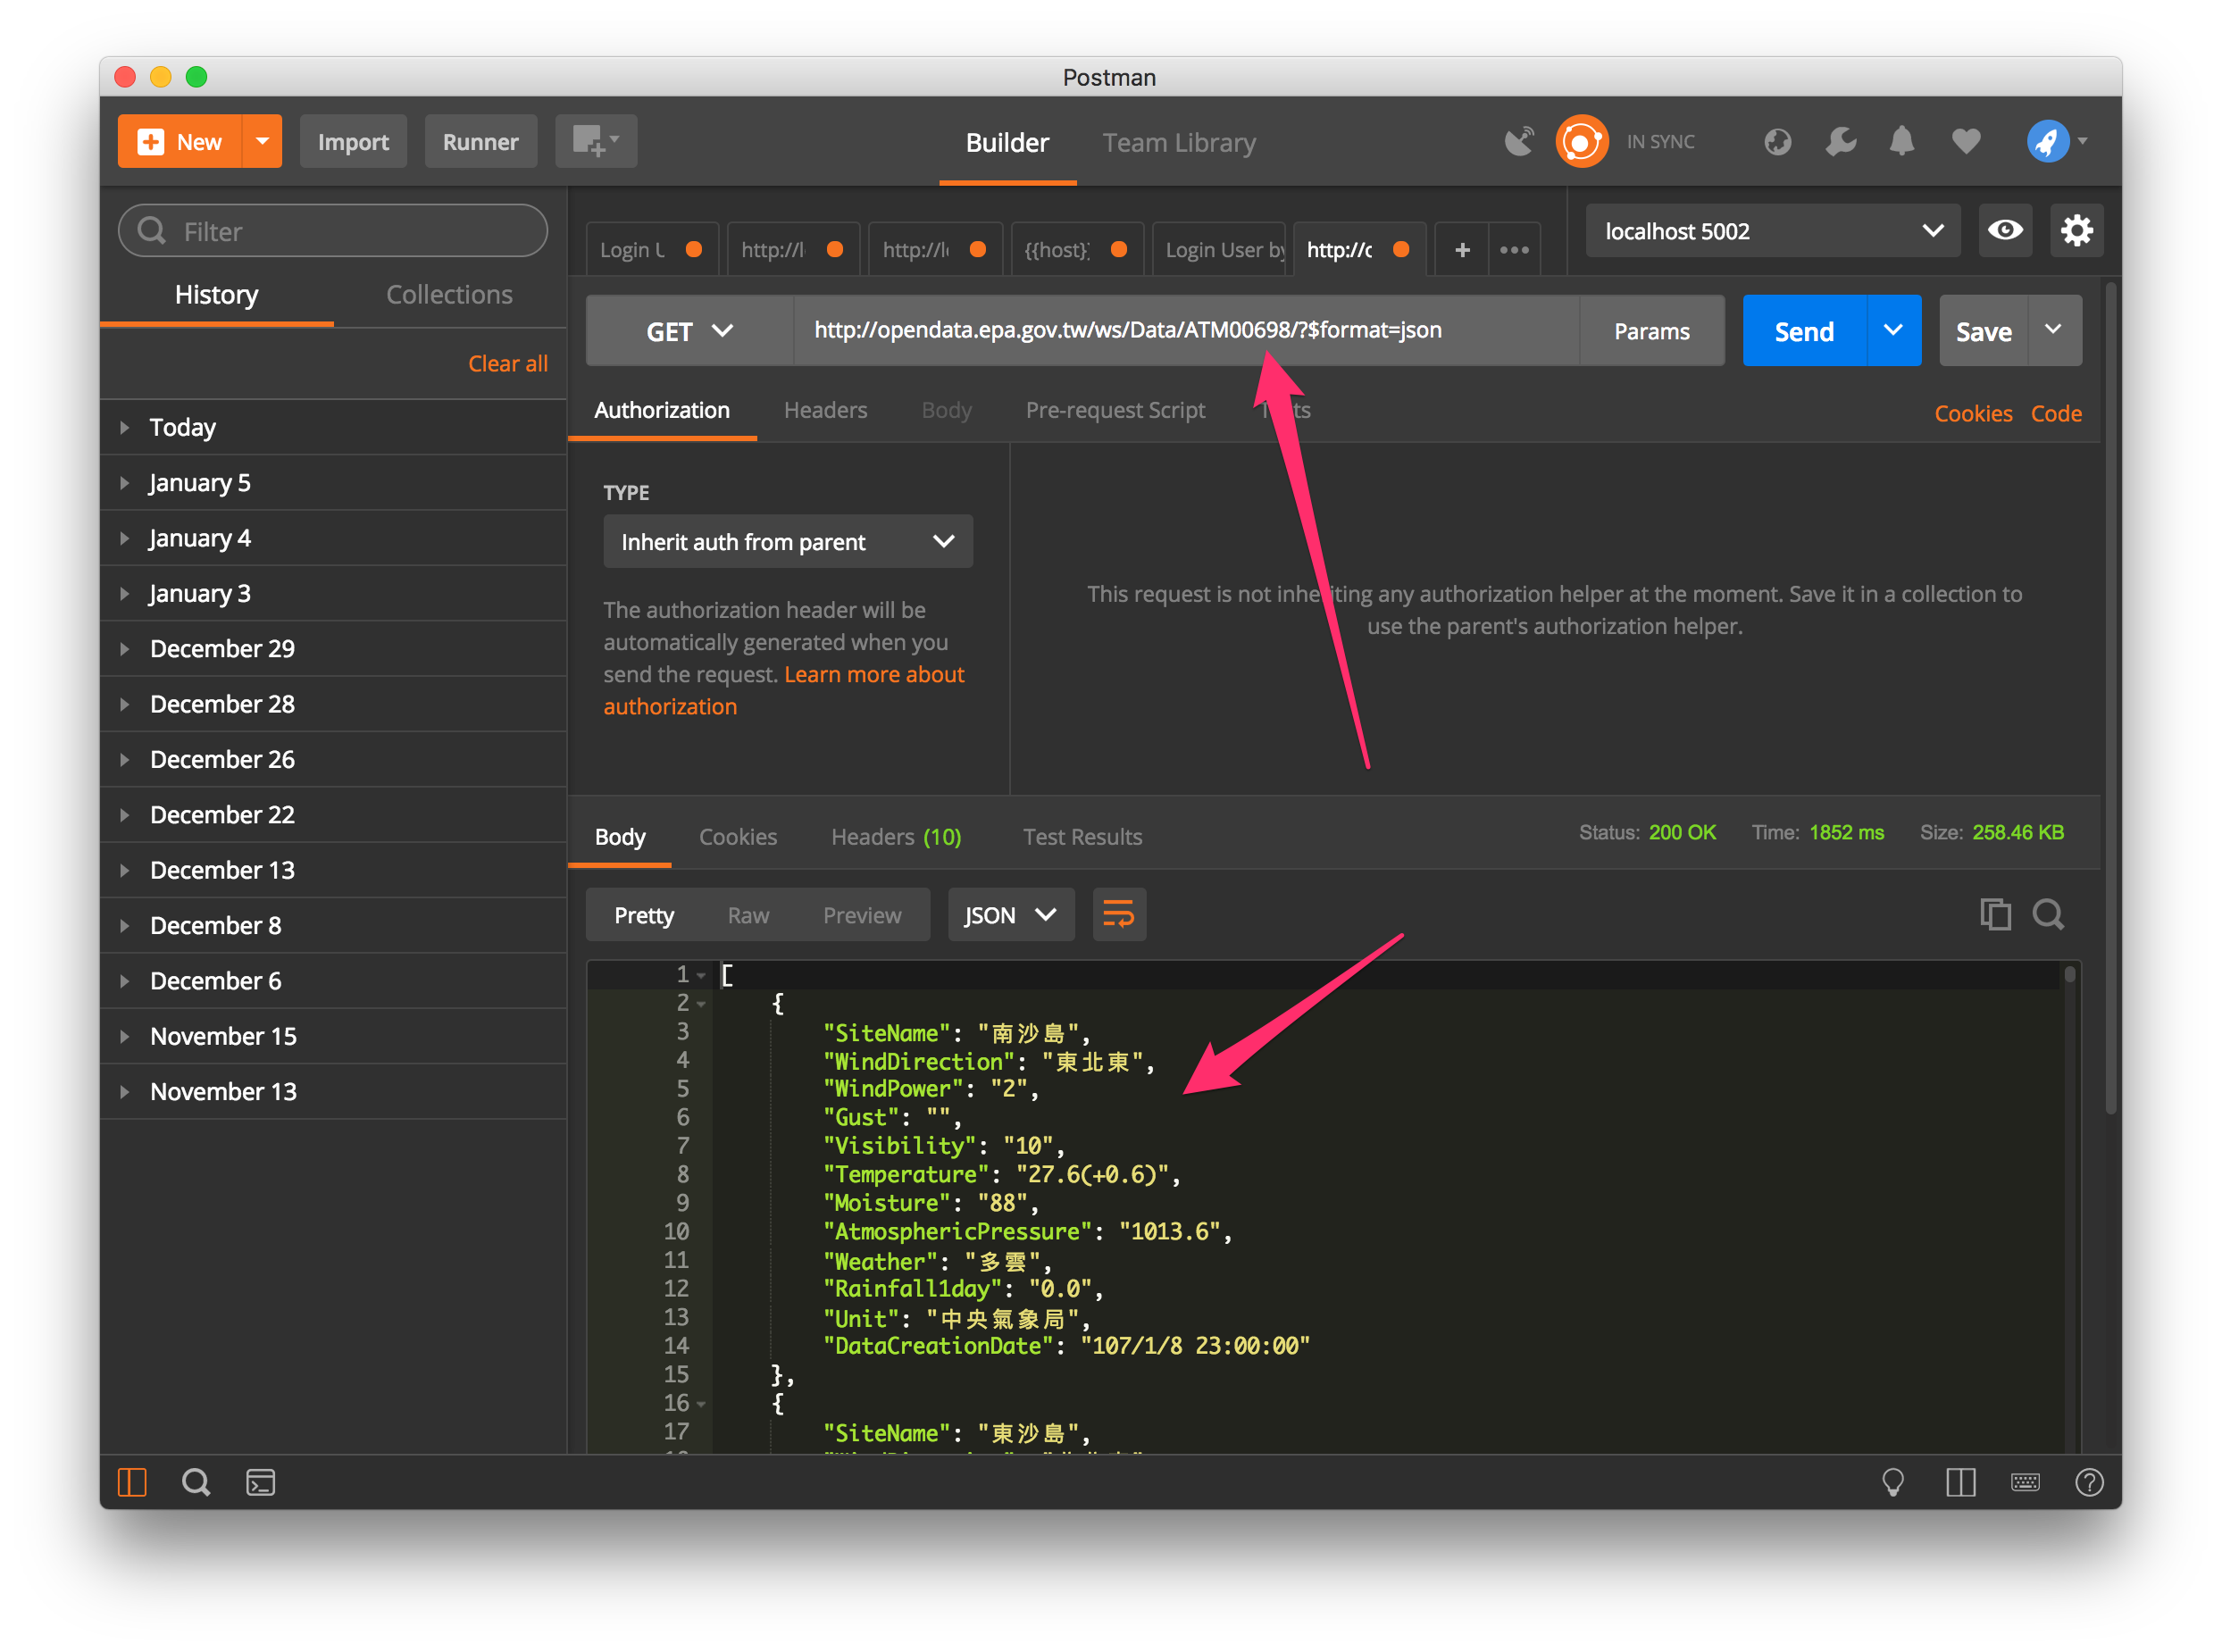 Postman
New
Import
Runner
Builder
Team Library
IN SYNC
Filter
History
Collections
Clear all
Today
January 5
January 4
January 3
December 29
December 28
December 26
December 22
December 13
December 8
December 6
November 15
November 13
Login U
http://l
http://l
{{host}}
Login User by
http://o
localhost 5002
GET
http://opendata.epa.gov.tw/ws/Data/ATM00698/?$format=json
Params
Send
Save
Authorization
Headers
Body
Pre-request Script
Cookies
Code
TYPE
Inherit auth from parent
The authorization header will be
automatically generated when you
send the request. Learn more about
authorization
This request is not inheriting any authorization helper at the moment. Save it in a collection to
use the parent's authorization helper.
Body
Cookies
Headers (10)
Test Results
Status: 200 OK
Time: 1852 ms
Size: 258.46 KB
Pretty
Raw
Preview
JSON
1 [
2 {
3 "SiteName": "南沙島",
4 "WindDirection": "東北東",
5 "WindPower": "2",
6 "Gust": "",
7 "Visibility": "10",
8 "Temperature": "27.6(+0.6)",
9 "Moisture": "88",
10 "AtmosphericPressure": "1013.6",
11 "Weather": "多雲",
12 "Rainfall1day": "0.0",
13 "Unit": "中央氣象局",
14 "DataCreationDate": "107/1/8 23:00:00"
15 },
16 {
17 "SiteName": "東沙島",